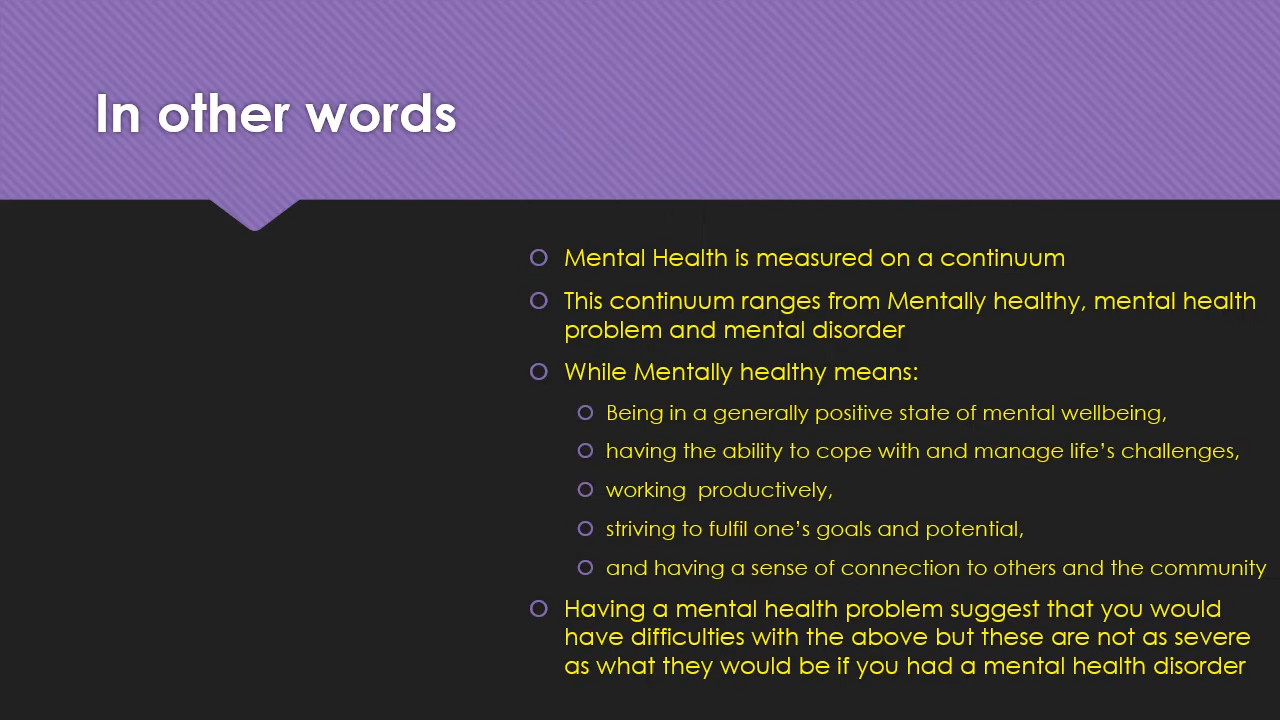 In other words
Mental Health is measured on a continuum
This continuum ranges from Mentally healthy, mental health
problem and mental disorder
While Mentally healthy means:
Being in a generally positive state of mental wellbeing,
having the ability to cope with and manage life’s challenges,
working  productively,
striving to fulfil one’s goals and potential,
and having a sense of connection to others and the community
Having a mental health problem suggest that you would
have difficulties with the above but these are not as severe
as what they would be if you had a mental health disorder